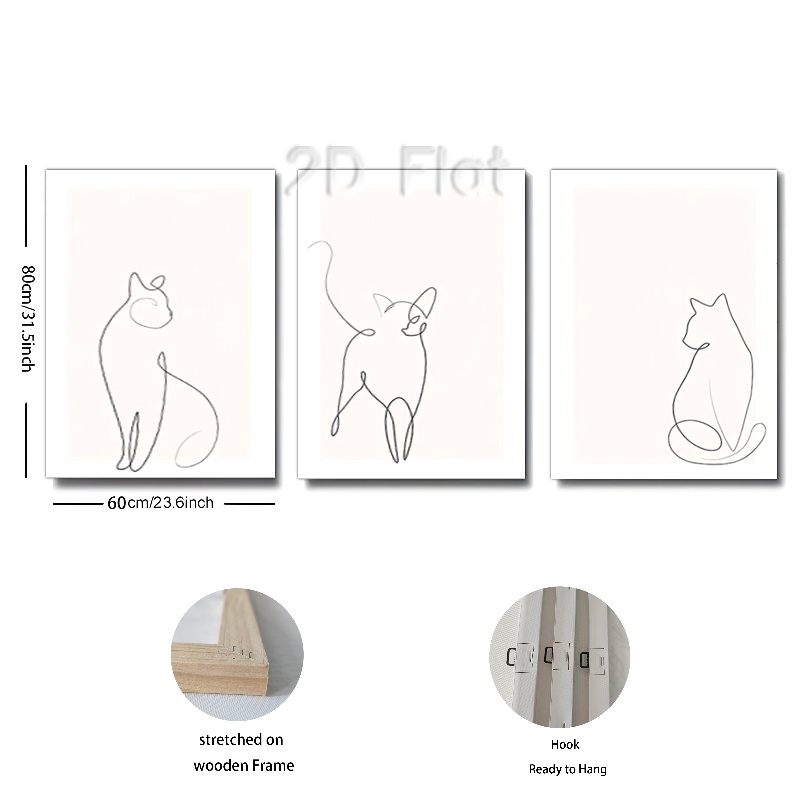 2D Flat
80cm/31.5inch
60cm/23.6inch
stretched on
wooden Frame
Hook
Ready to Hang